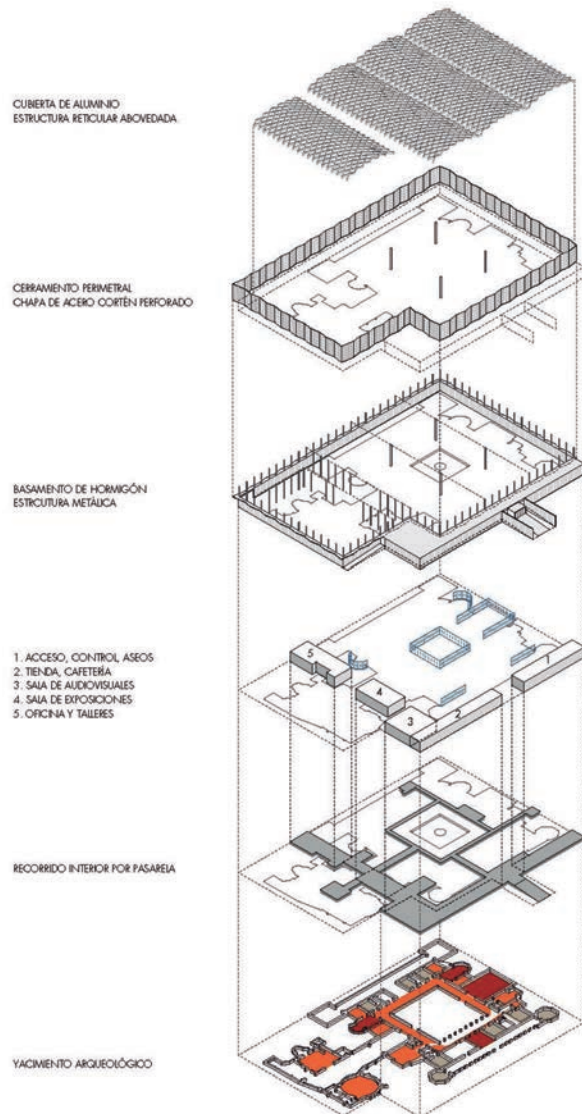 CUBIERTA DE ALUMINIO
ESTRUCTURA RETICULAR ABOVEDADA
CERRAMIENTO PERIMETRAL
CHAPA DE ACERO CORTÉN PERFORADO
BASAMENTO DE HORMIGÓN
ESTRCUTURA METÁLICA
1. ACCESO, CONTROL, ASEOS
2. TIENDA, CAFETERÍA
3. SALA DE AUDIOVISUALES
4. SALA DE EXPOSICIONES
5. OFICINA Y TALLERES
5
4
3
2
1
RECORRIDO INTERIOR POR PASARELA
YACIMIENTO ARQUEOLÓGICO